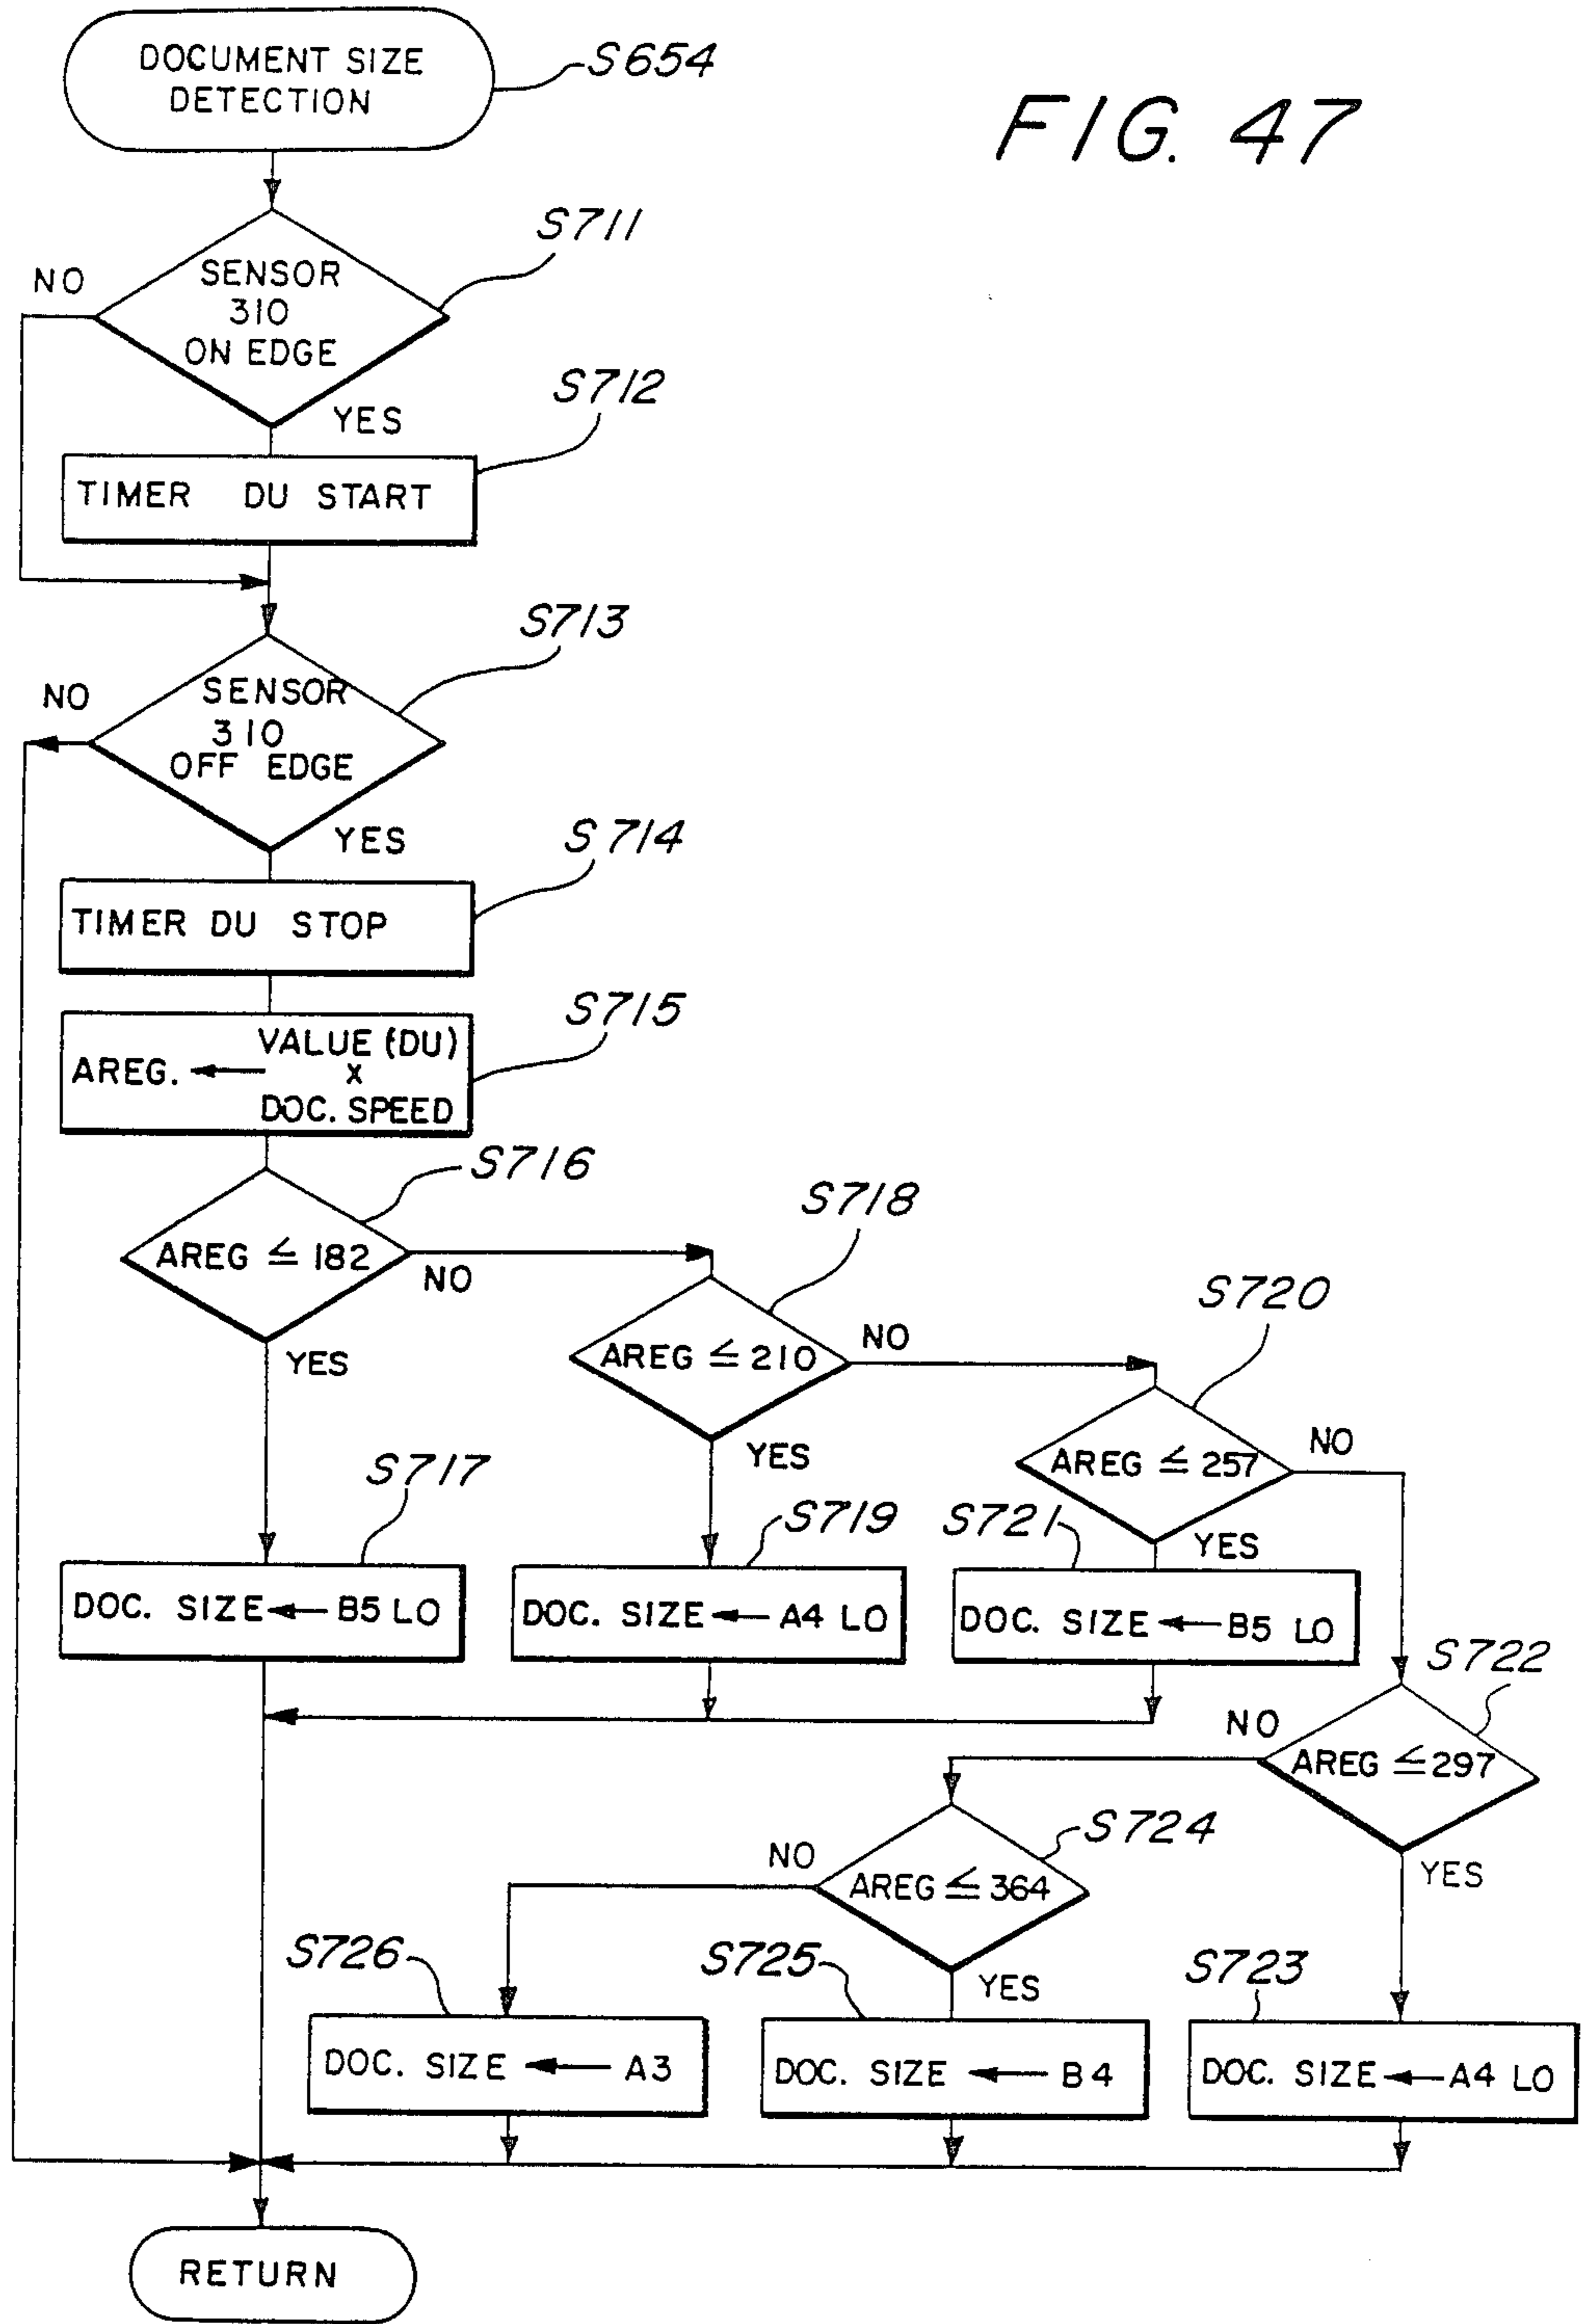 DOCUMENT SIZE
DETECTION
S654
FIG. 47
S711
NO
SENSOR
310
ON EDGE
YES
S712
TIMER DU START
S713
NO
SENSOR
310
OFF EDGE
YES
S714
TIMER DU STOP
S715
AREG. ← VALUE (DU)
x
DOC. SPEED
S716
AREG ≦ 182
NO
YES
S718
AREG ≦ 210
NO
YES
S720
AREG ≦ 257
NO
YES
S717
DOC. SIZE ← B5 LO
S719
DOC. SIZE ← A4 LO
S721
DOC. SIZE ← B5 LO
S722
NO
AREG ≦ 297
YES
S724
NO
AREG ≦ 364
YES
S726
DOC. SIZE ← A3
S725
DOC. SIZE ← B4
S723
DOC. SIZE ← A4 LO
RETURN